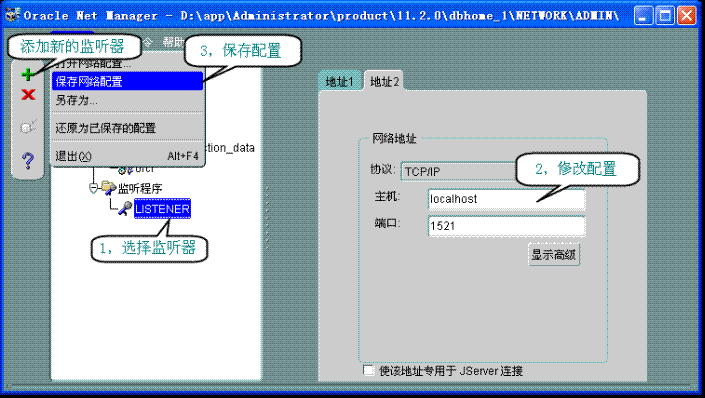 Oracle Net Manager - D:\app\Administrator\product\11.2.0\dbhome_1\NETWORK\ADMIN\
添加新的监听器
令 帮助
3，保存配置
打开网络配置...
保存网络配置
另存为...
还原为已保存的配置
退出(X) Alt+F4
ction_data
orcl
监听程序
LISTENER
1，选择监听器
地址1 地址2
网络地址
协议: TCP/IP
2，修改配置
主机: localhost
端口: 1521
显示高级
使该地址专用于 JServer 连接